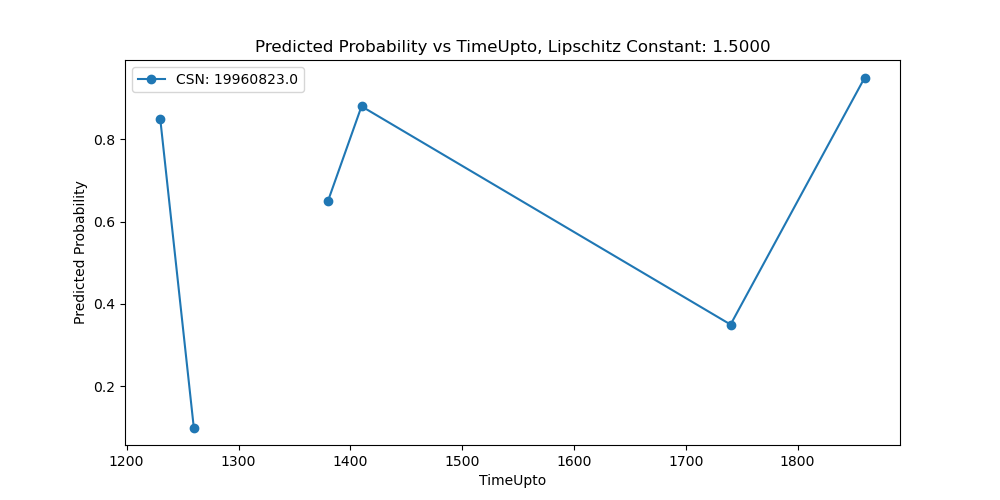 Predicted Probability vs TimeUpto, Lipschitz Constant: 1.5000
CSN: 19960823.0
Predicted Probability
0.8
0.6
0.4
0.2
1200 1300 1400 1500 1600 1700 1800
TimeUpto